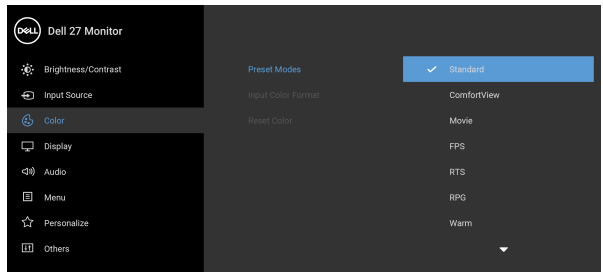 DELL Dell 27 Monitor
Brightness/Contrast Preset Modes Standard
Input Source Input Color Format ComfortView
Color Reset Color Movie
Display FPS
Audio RTS
Menu RPG
Personalize Warm
Others